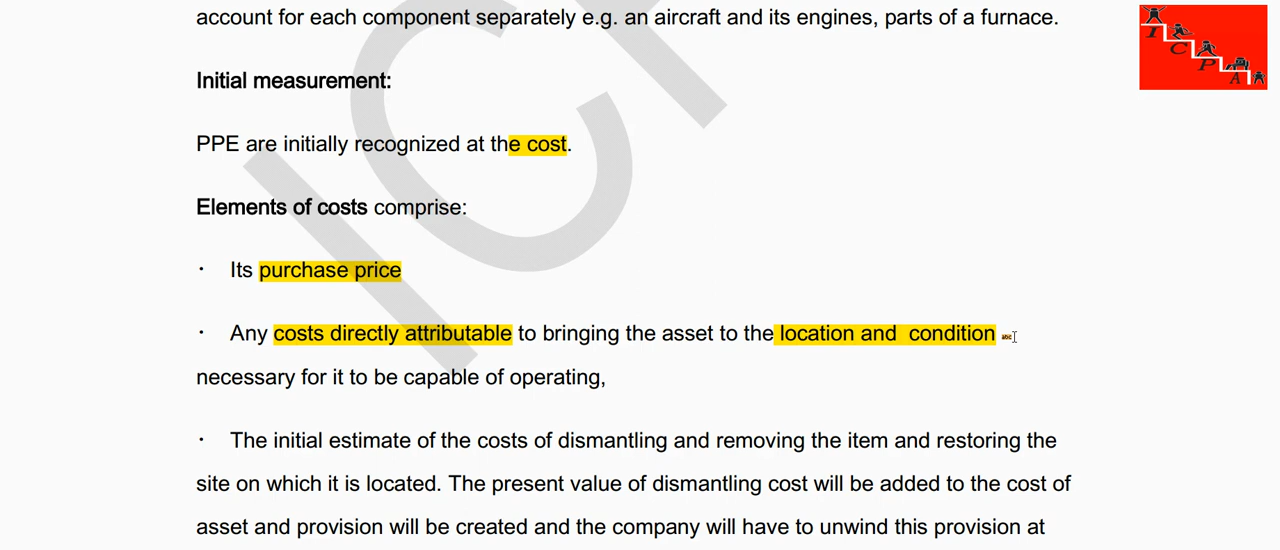 account for each component separately e.g. an aircraft and its engines, parts of a furnace.
Initial measurement:
PPE are initially recognized at the cost.
Elements of costs comprise:
· Its purchase price
· Any costs directly attributable to bringing the asset to the location and condition
necessary for it to be capable of operating,
· The initial estimate of the costs of dismantling and removing the item and restoring the
site on which it is located. The present value of dismantling cost will be added to the cost of
asset and provision will be created and the company will have to unwind this provision at
I C P A